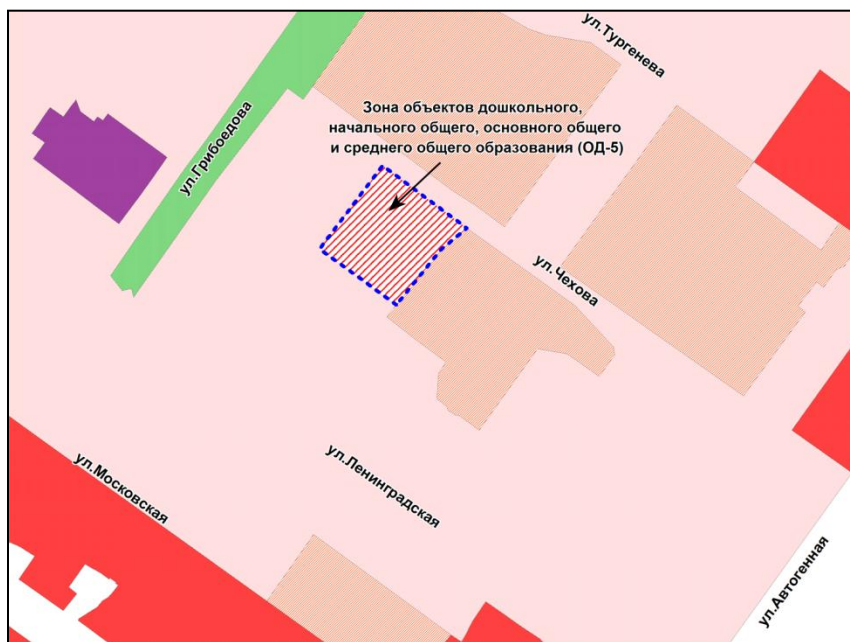 ул.Тургенева
Зона объектов дошкольного,
начального общего, основного общего
и среднего общего образования (ОД-5)
ул.Грибоедова
ул.Чехова
ул.Московская
ул.Ленинградская
ул.Автогенная